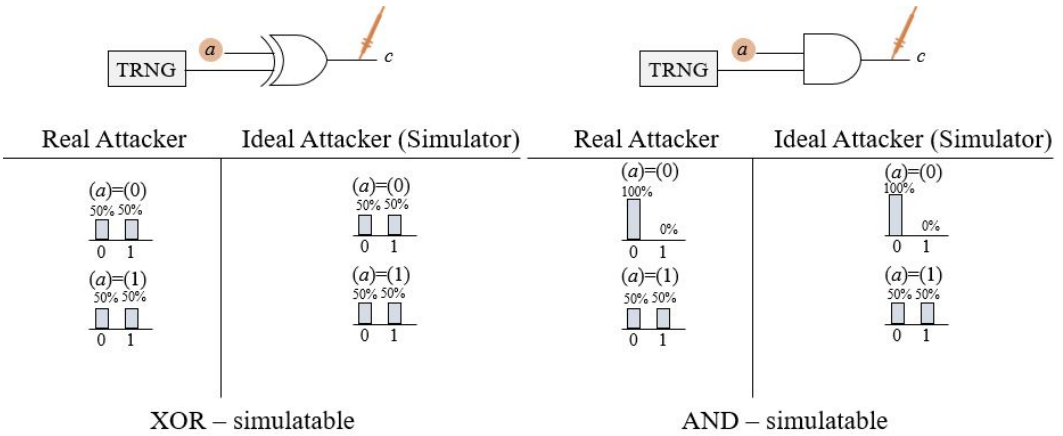 a
TRNG
c
Real Attacker
Ideal Attacker (Simulator)
(a)=(0)
50% 50%
0 1
(a)=(1)
50% 50%
0 1
(a)=(0)
50% 50%
0 1
(a)=(1)
50% 50%
0 1
XOR – simulatable
a
TRNG
c
Real Attacker
Ideal Attacker (Simulator)
(a)=(0)
100%
0%
0 1
(a)=(1)
50% 50%
0 1
(a)=(0)
100%
0%
0 1
(a)=(1)
50% 50%
0 1
AND – simulatable